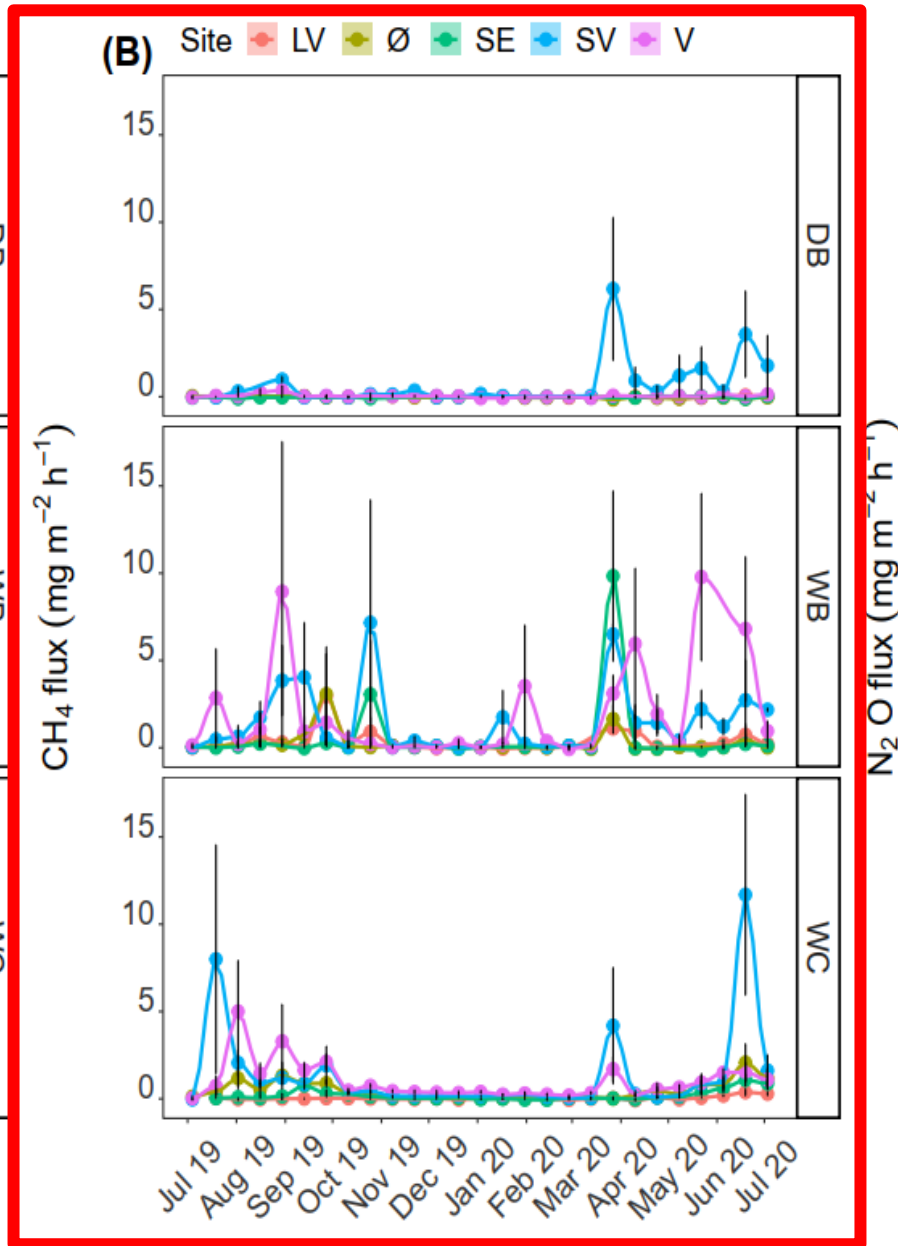 (B) Site LV Ø SE SV V
15
10
5
0
DB
15
10
5
0
WB
15
10
5
0
WC
CH₄ flux (mg m⁻² h⁻¹)
N₂ O flux (mg m⁻² h⁻¹)
Jul 19
Aug 19
Sep 19
Oct 19
Nov 19
Dec 19
Jan 20
Feb 20
Mar 20
Apr 20
May 20
Jun 20
Jul 20